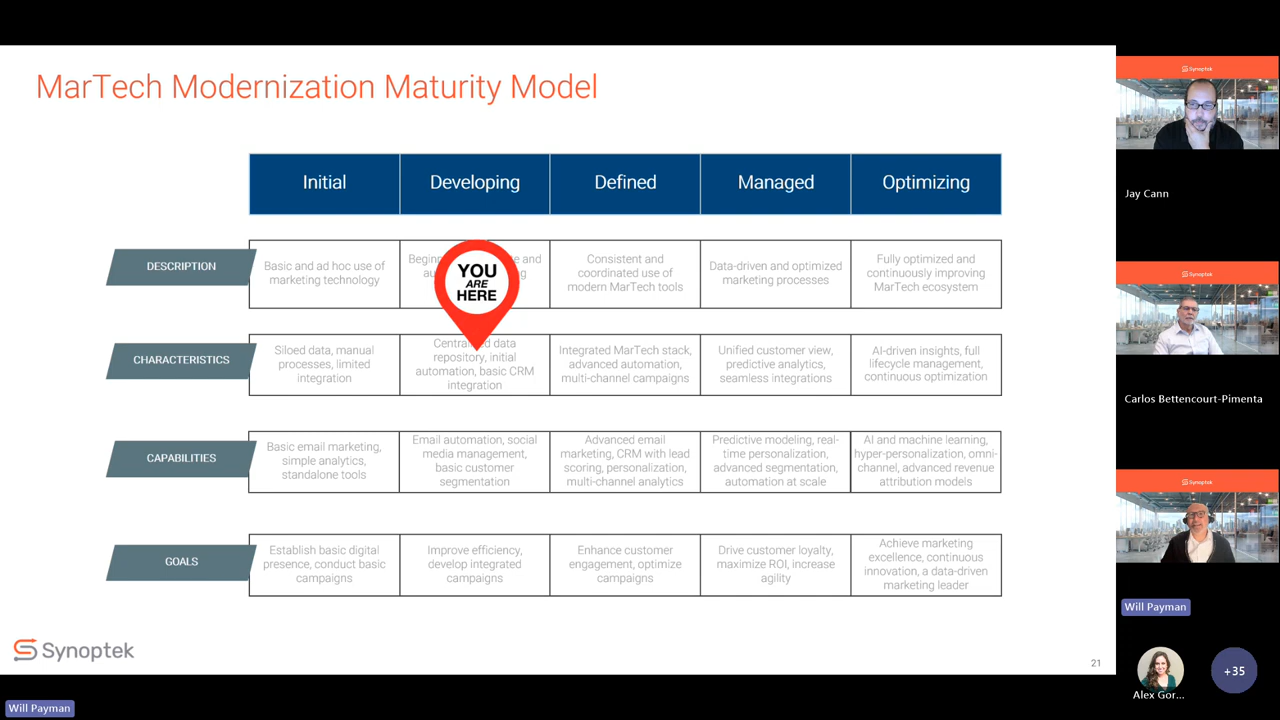 MarTech Modernization Maturity Model
Initial
Developing
Defined
Managed
Optimizing
DESCRIPTION
Basic and ad hoc use of
marketing technology
and
YOU
ARE
HERE
Consistent and
coordinated use of
modern MarTech tools
Data-driven and optimized
marketing processes
Fully optimized and
continuously improving
MarTech ecosystem
CHARACTERISTICS
Siloed data, manual
processes, limited
integration
data
repository, initial
automation, basic CRM
integration
Integrated MarTech stack,
advanced automation,
multi-channel campaigns
Unified customer view,
predictive analytics,
seamless integrations
AI-driven insights, full
lifecycle management,
continuous optimization
CAPABILITIES
Basic email marketing,
simple analytics,
standalone tools
Email automation, social
media management,
basic customer
segmentation
Advanced email
marketing, CRM with lead
scoring, personalization,
multi-channel analytics
Predictive modeling, real-
time personalization,
advanced segmentation,
automation at scale
AI and machine learning,
hyper-personalization, omni-
channel, advanced revenue
attribution models
GOALS
Establish basic digital
presence, conduct basic
campaigns
Improve efficiency,
develop integrated
campaigns
Enhance customer
engagement, optimize
campaigns
Drive customer loyalty,
maximize ROI, increase
agility
Achieve marketing
excellence, continuous
innovation, a data-driven
marketing leader
Synoptek
21
Will Payman
Synoptek
Jay Cann
Synoptek
Carlos Bettencourt-Pimenta
Synoptek
Will Payman
Alex Gor...
+35